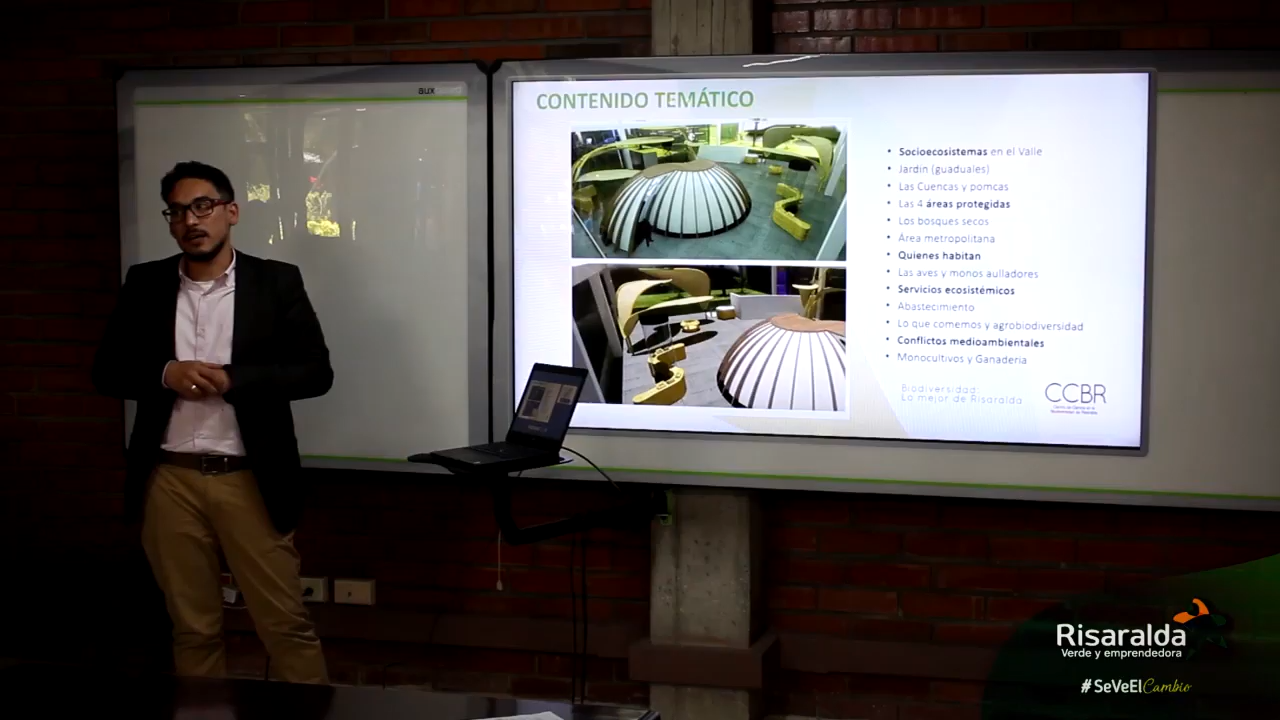 aux
CONTENIDO TEMÁTICO
• Socioecosistemas en el Valle
• Jardín (guaduales)
• Las Cuencas y pomcas
• Las 4 áreas protegidas
• Los bosques secos
• Área metropolitana
• Quienes habitan
• Las aves y monos aulladores
• Servicios ecosistémicos
• Abastecimiento
• Lo que comemos y agrobiodiversidad
• Conflictos medioambientales
• Monocultivos y Ganadería
Biodiversidad:
Lo mejor de Risaralda
CCBR
Risaralda
Verde y emprendedora
#SeVeElCambio